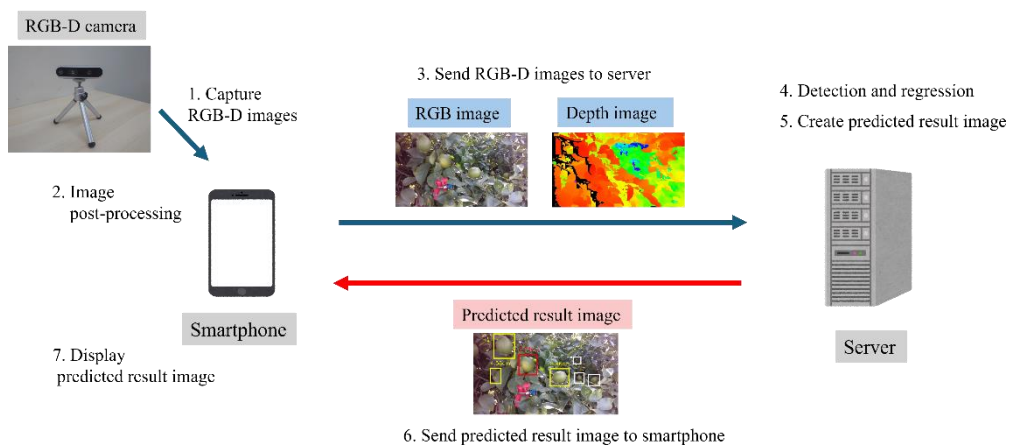 RGB-D camera
1. Capture
RGB-D images
2. Image
post-processing
Smartphone
7. Display
predicted result image
3. Send RGB-D images to server
RGB image
Depth image
Predicted result image
6. Send predicted result image to smartphone
4. Detection and regression
5. Create predicted result image
Server